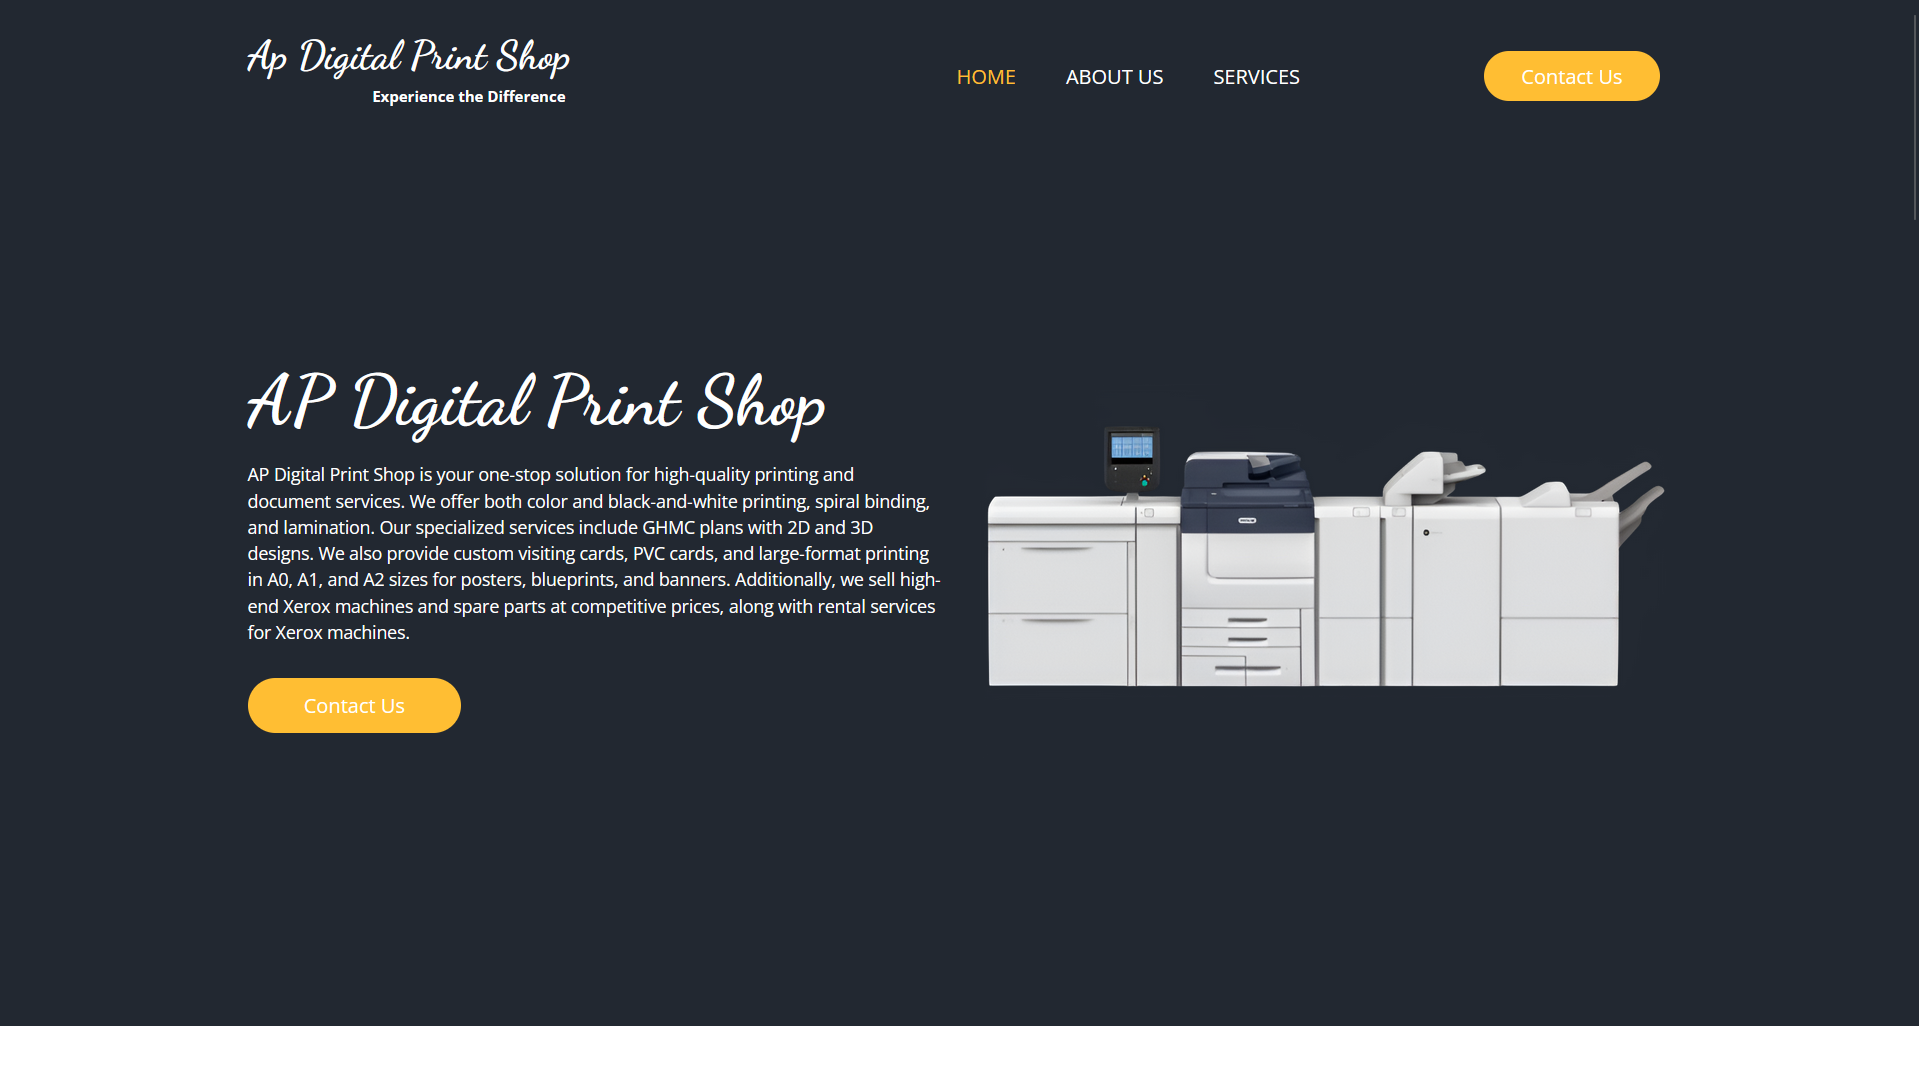 Ap Digital Print Shop
Experience the Difference
HOME
ABOUT US
SERVICES
Contact Us
AP Digital Print Shop
AP Digital Print Shop is your one-stop solution for high-quality printing and
document services. We offer both color and black-and-white printing, spiral binding,
and lamination. Our specialized services include GHMC plans with 2D and 3D
designs. We also provide custom visiting cards, PVC cards, and large-format printing
in A0, A1, and A2 sizes for posters, blueprints, and banners. Additionally, we sell high-
end Xerox machines and spare parts at competitive prices, along with rental services
for Xerox machines.
Contact Us